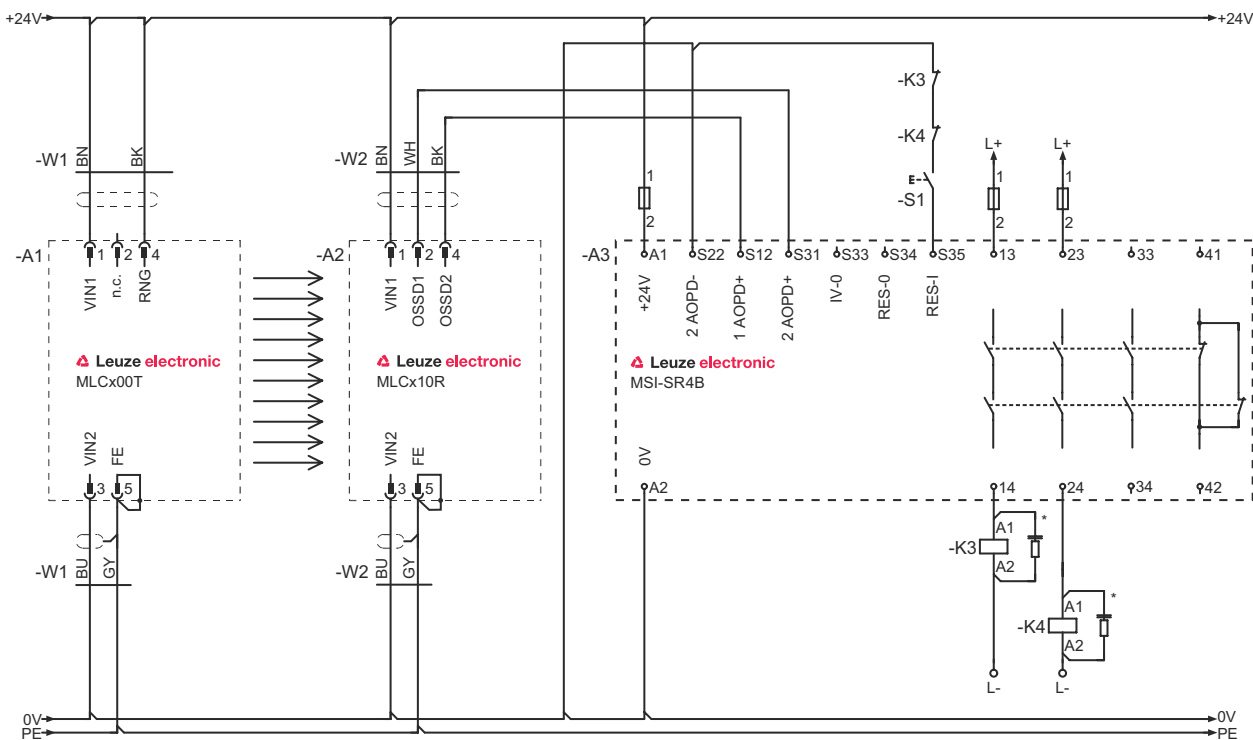 +24V
+24V
-K3
-K4
-S1
L+
L+
-W1
BN
BK
-W2
BN
WH
BK
1
2
1
2
1
2
-A1
1
2
4
-A2
1
2
4
-A3
A1
S22
S12
S31
S33
S34
S35
13
23
33
41
VIN1
n.c.
RNG
VIN1
OSSD1
OSSD2
+24V
2 AOPD-
1 AOPD+
2 AOPD+
IV-0
RES-0
RES-I
Leuze electronic
MLCx00T
Leuze electronic
MLCx10R
Leuze electronic
MSI-SR4B
VIN2
FE
VIN2
FE
0V
3
5
3
5
A2
14
24
34
42
-W1
BU
GY
-W2
BU
GY
-K3
A1
A2
*
-K4
A1
A2
*
L-
L-
0V
0V
PE
PE